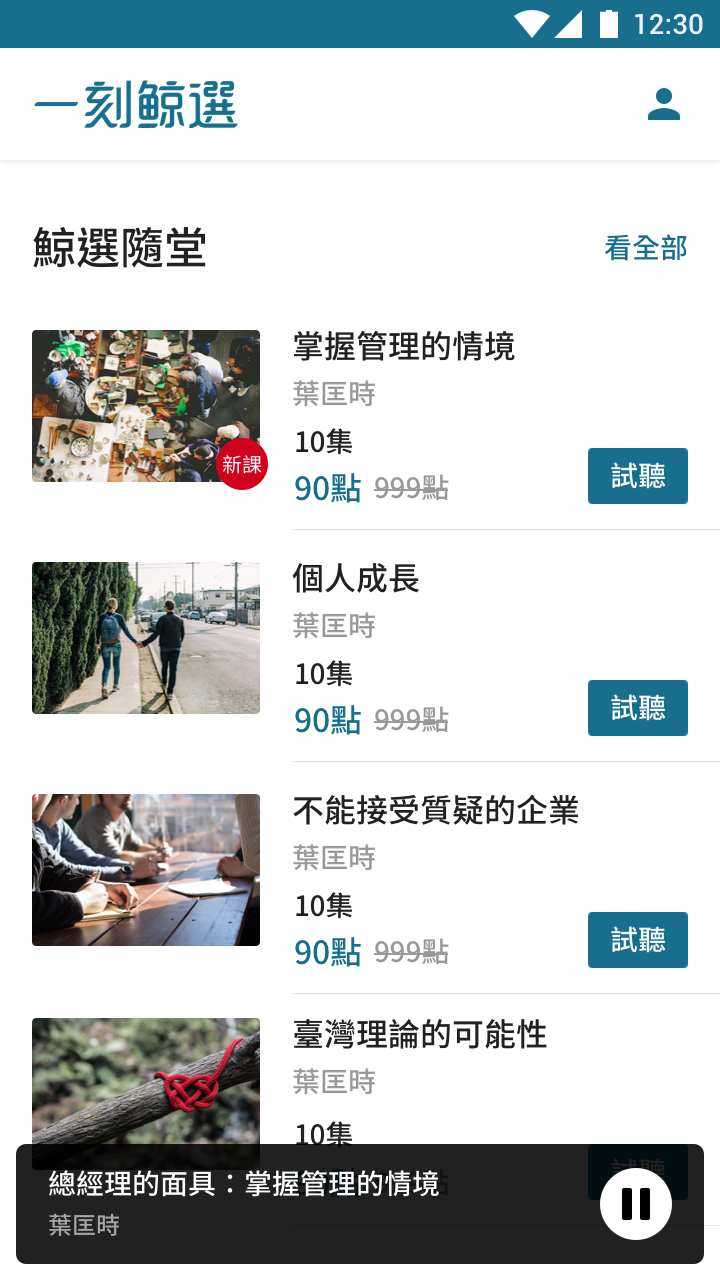 12:30
一刻鯨選
鯨選隨堂
看全部
掌握管理的情境
葉匡時
10集
新課
90點 999點
試聽
個人成長
葉匡時
10集
90點 999點
試聽
不能接受質疑的企業
葉匡時
10集
90點 999點
試聽
臺灣理論的可能性
葉匡時
10集
試聽
總經理的面具：掌握管理的情境
葉匡時